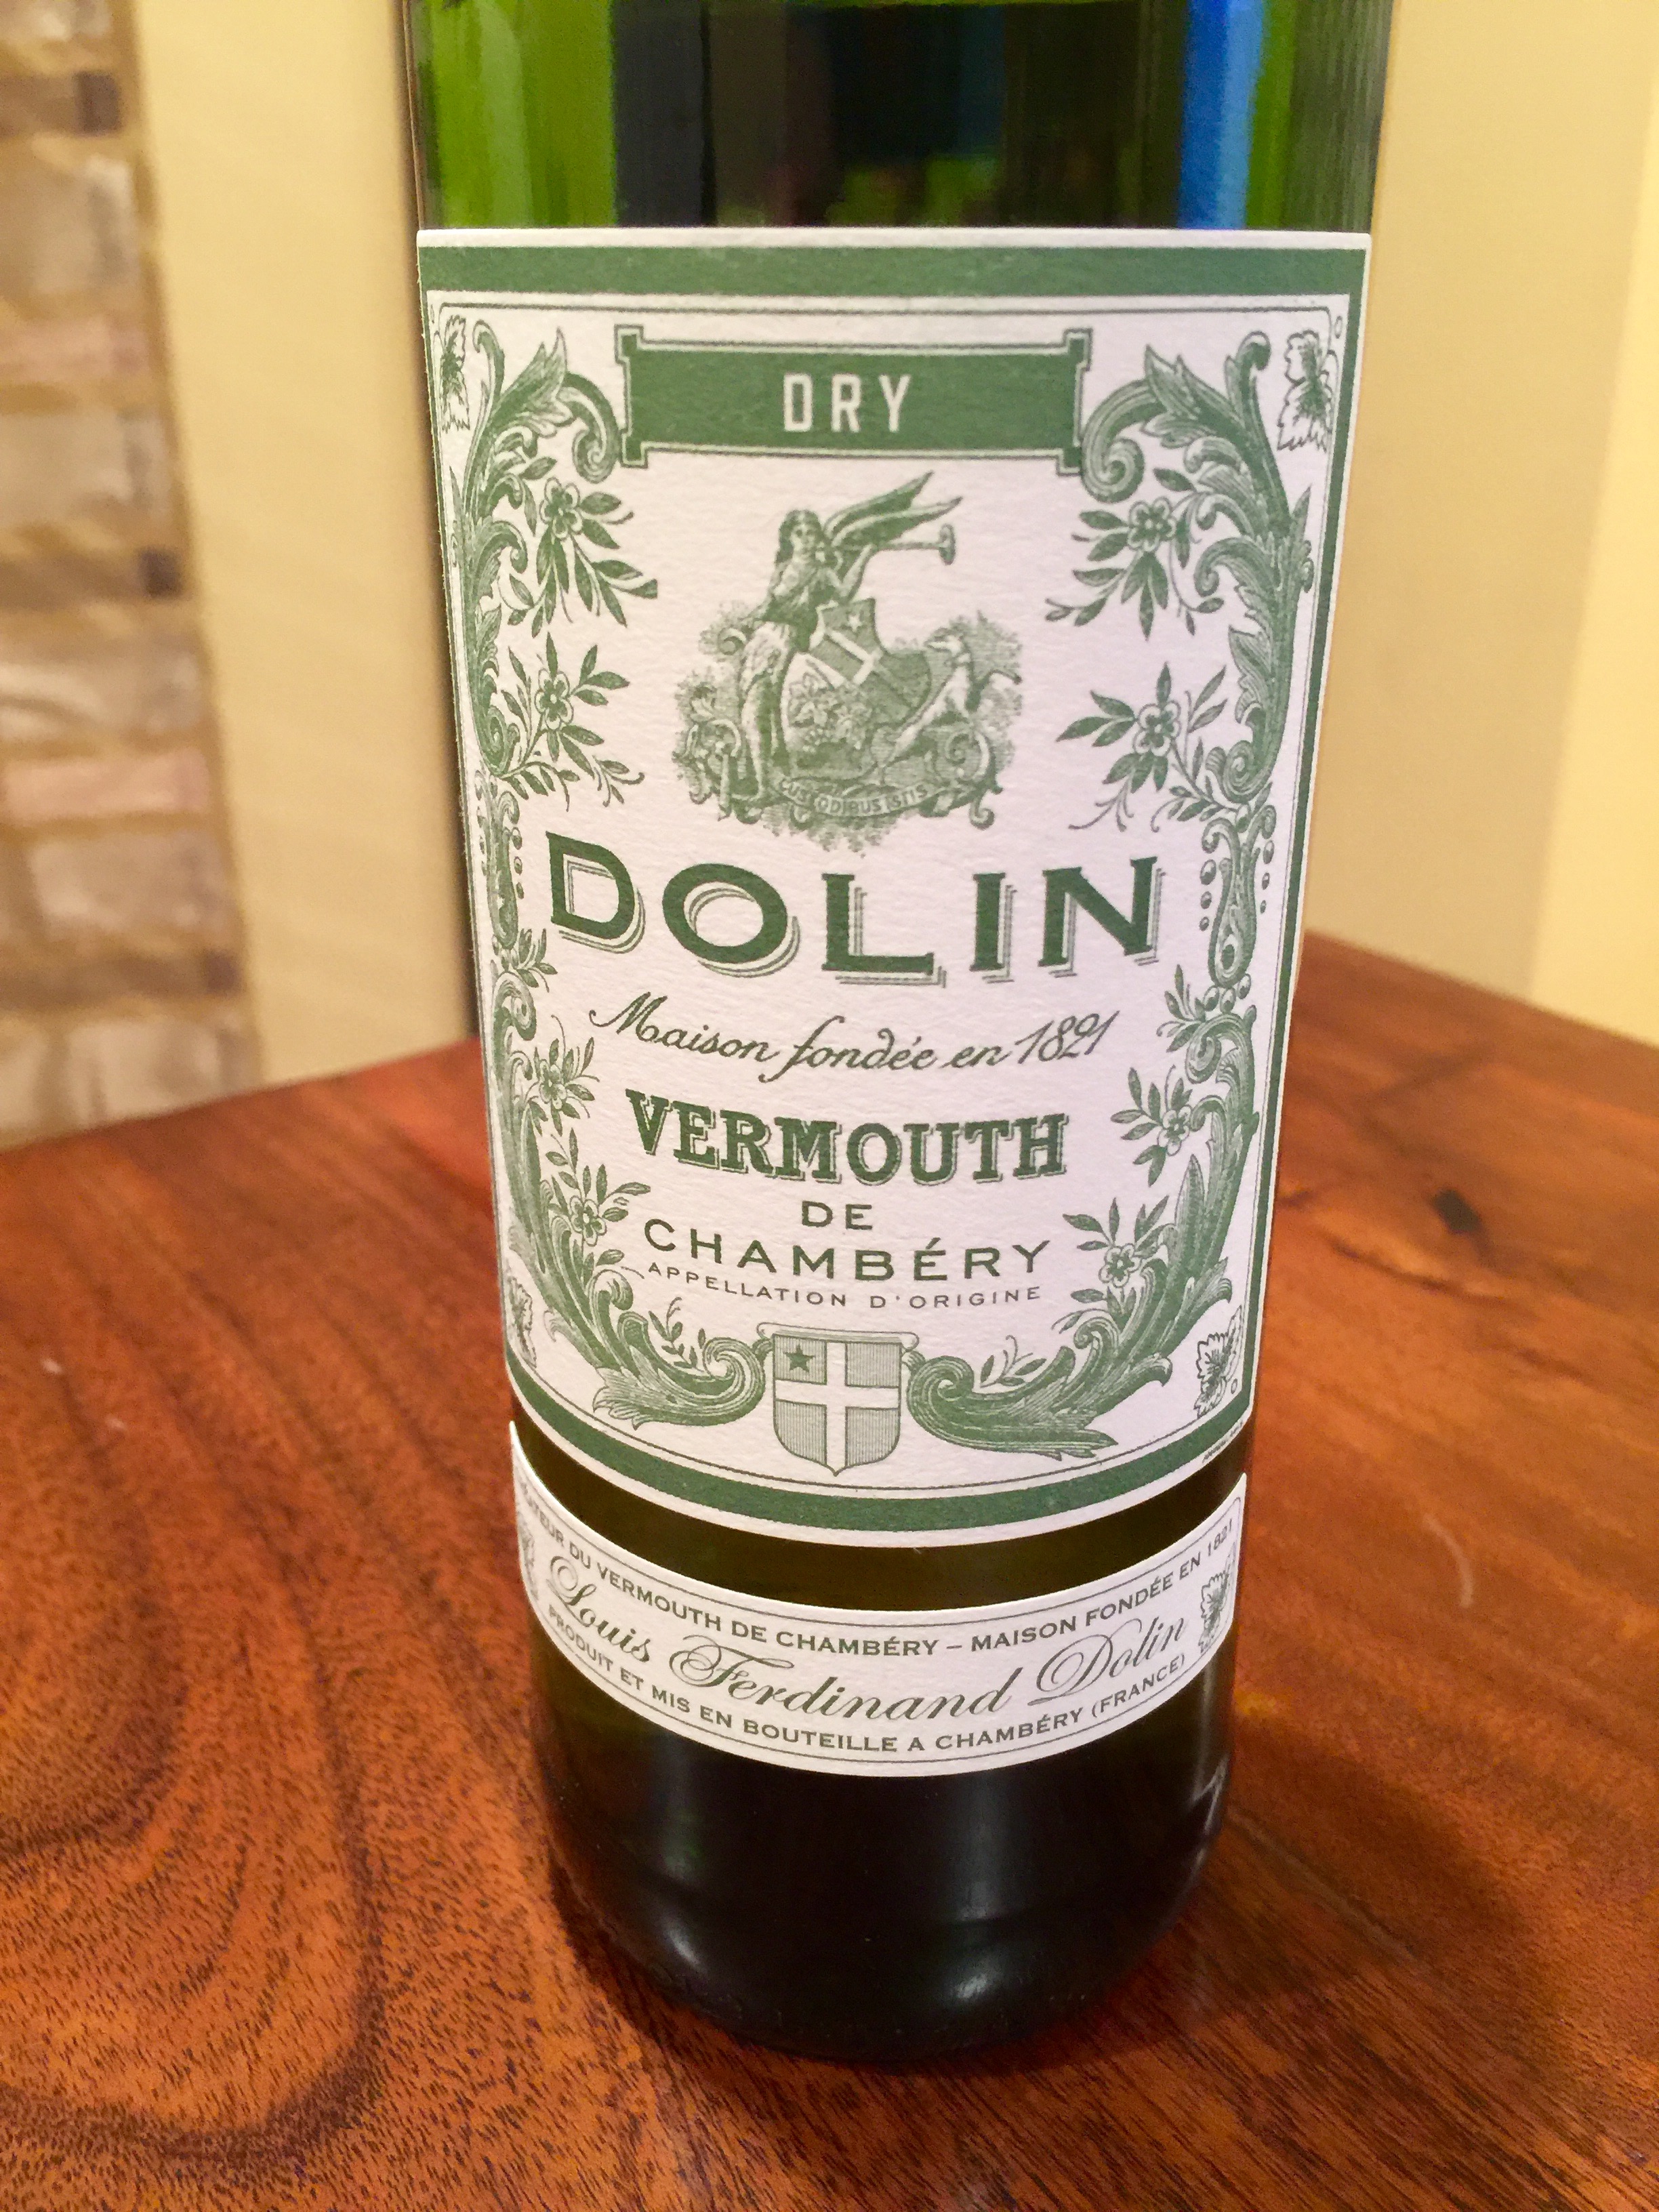 DRY
CUSTODIBUS ISTIS
DOLIN
Maison fondée en 1821
VERMOUTH
DE
CHAMBÉRY
APPELLATION D'ORIGINE
DU VERMOUTH DE CHAMBÉRY – MAISON FONDÉE EN 1821
Louis Ferdinand Dolin
PRODUIT ET MIS EN BOUTEILLE A CHAMBÉRY (FRANCE)